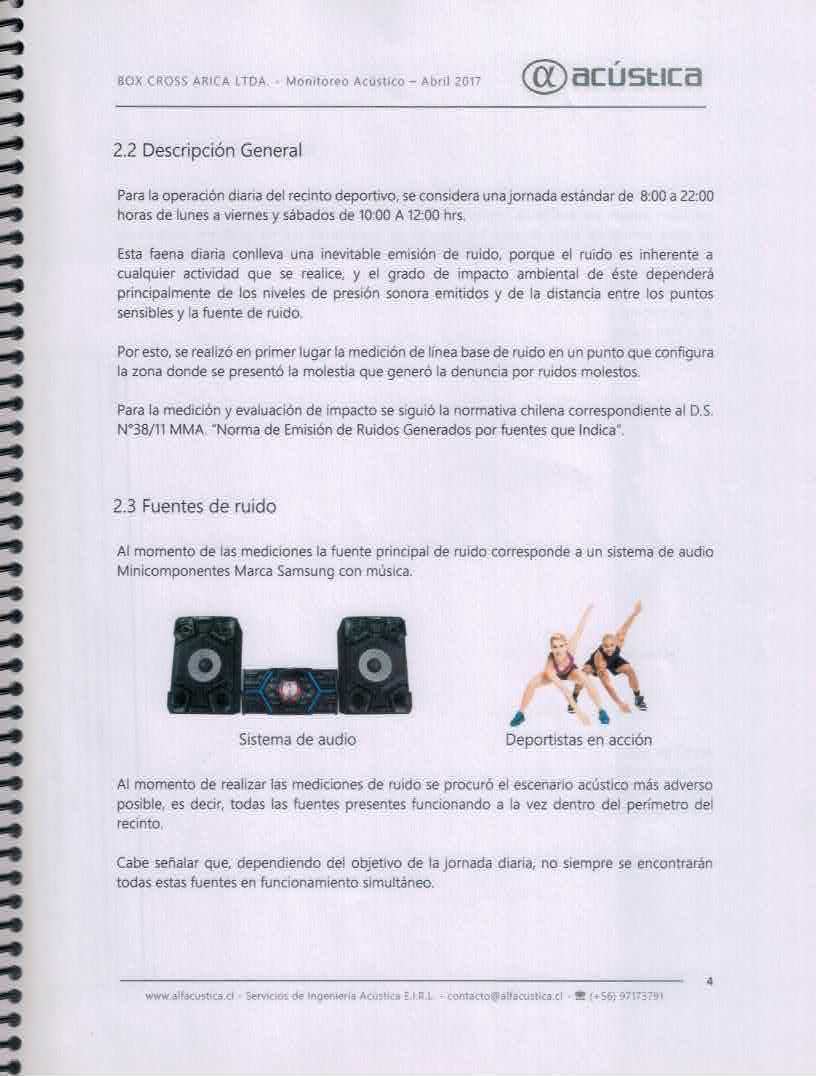 BOX CROSS ARICA LTDA. - Monitoreo Acústico – Abril 2017
α acústica
2.2 Descripción General
Para la operación diaria del recinto deportivo, se considera una jornada estándar de 8:00 a 22:00
horas de lunes a viernes y sábados de 10:00 A 12:00 hrs.
Esta faena diaria conlleva una inevitable emisión de ruido, porque el ruido es inherente a
cualquier actividad que se realice, y el grado de impacto ambiental de éste dependerá
principalmente de los niveles de presión sonora emitidos y de la distancia entre los puntos
sensibles y la fuente de ruido.
Por esto, se realizó en primer lugar la medición de línea base de ruido en un punto que configura
la zona donde se presentó la molestia que generó la denuncia por ruidos molestos.
Para la medición y evaluación de impacto se siguió la normativa chilena correspondiente al D.S.
N°38/11 MMA. "Norma de Emisión de Ruidos Generados por fuentes que Indica".
2.3 Fuentes de ruido
Al momento de las mediciones la fuente principal de ruido corresponde a un sistema de audio
Minicomponentes Marca Samsung con música.
Sistema de audio
Deportistas en acción
Al momento de realizar las mediciones de ruido se procuró el escenario acústico más adverso
posible, es decir, todas las fuentes presentes funcionando a la vez dentro del perímetro del
recinto.
Cabe señalar que, dependiendo del objetivo de la jornada diaria, no siempre se encontrarán
todas estas fuentes en funcionamiento simultáneo.
4
www.alfacustica.cl - Servicios de Ingeniería Acústica E.I.R.L. - contacto@alfacustica.cl - ☎ (+56) 97173791